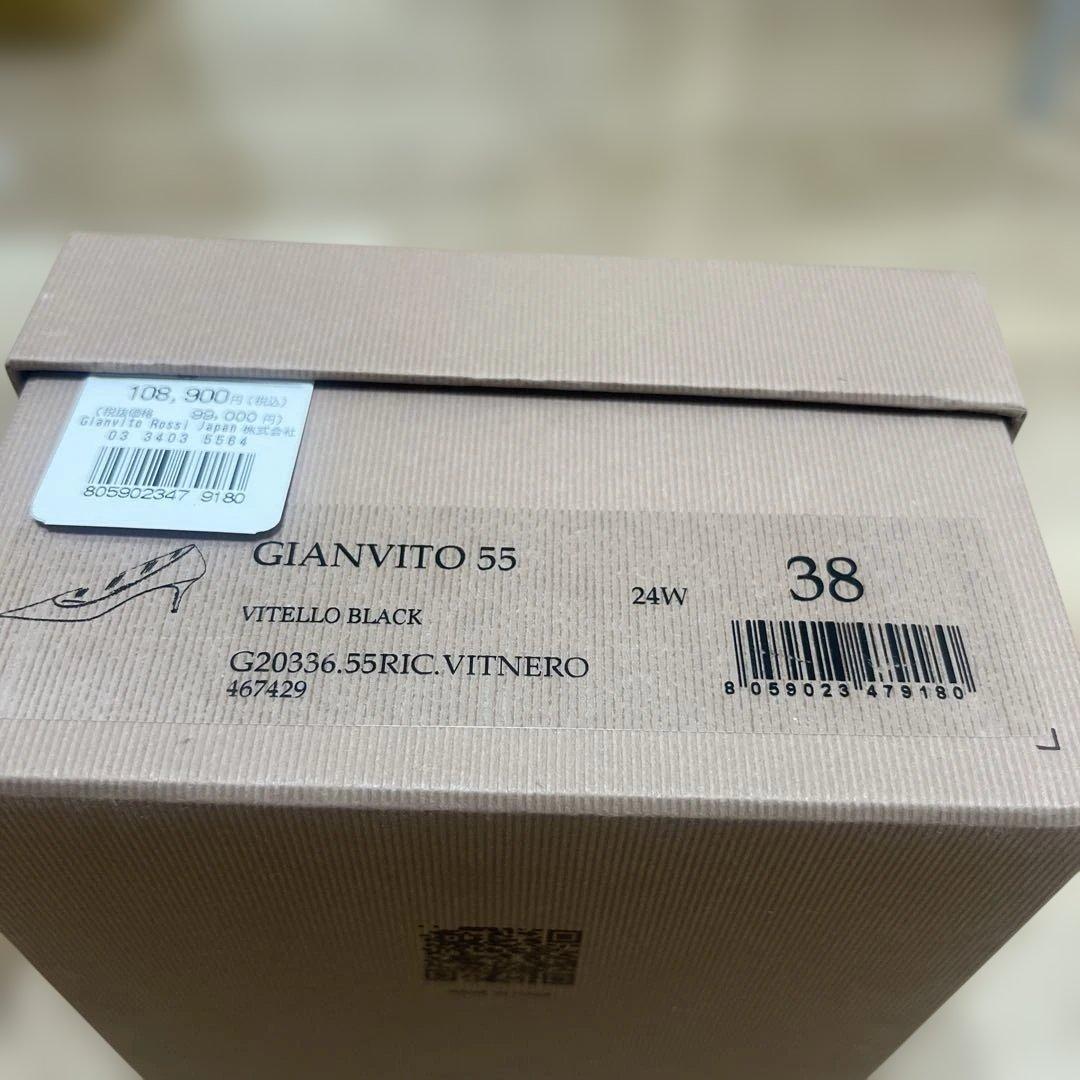 108,900円(税込)
(税抜価格 99,000円)
Gianvito Rossi Japan 株式会社
03 3403 5564
805902347 9180
GIANVITO 55
VITELLO BLACK
24W
38
G20336.55RIC.VITNERO
467429
8 059023 479180